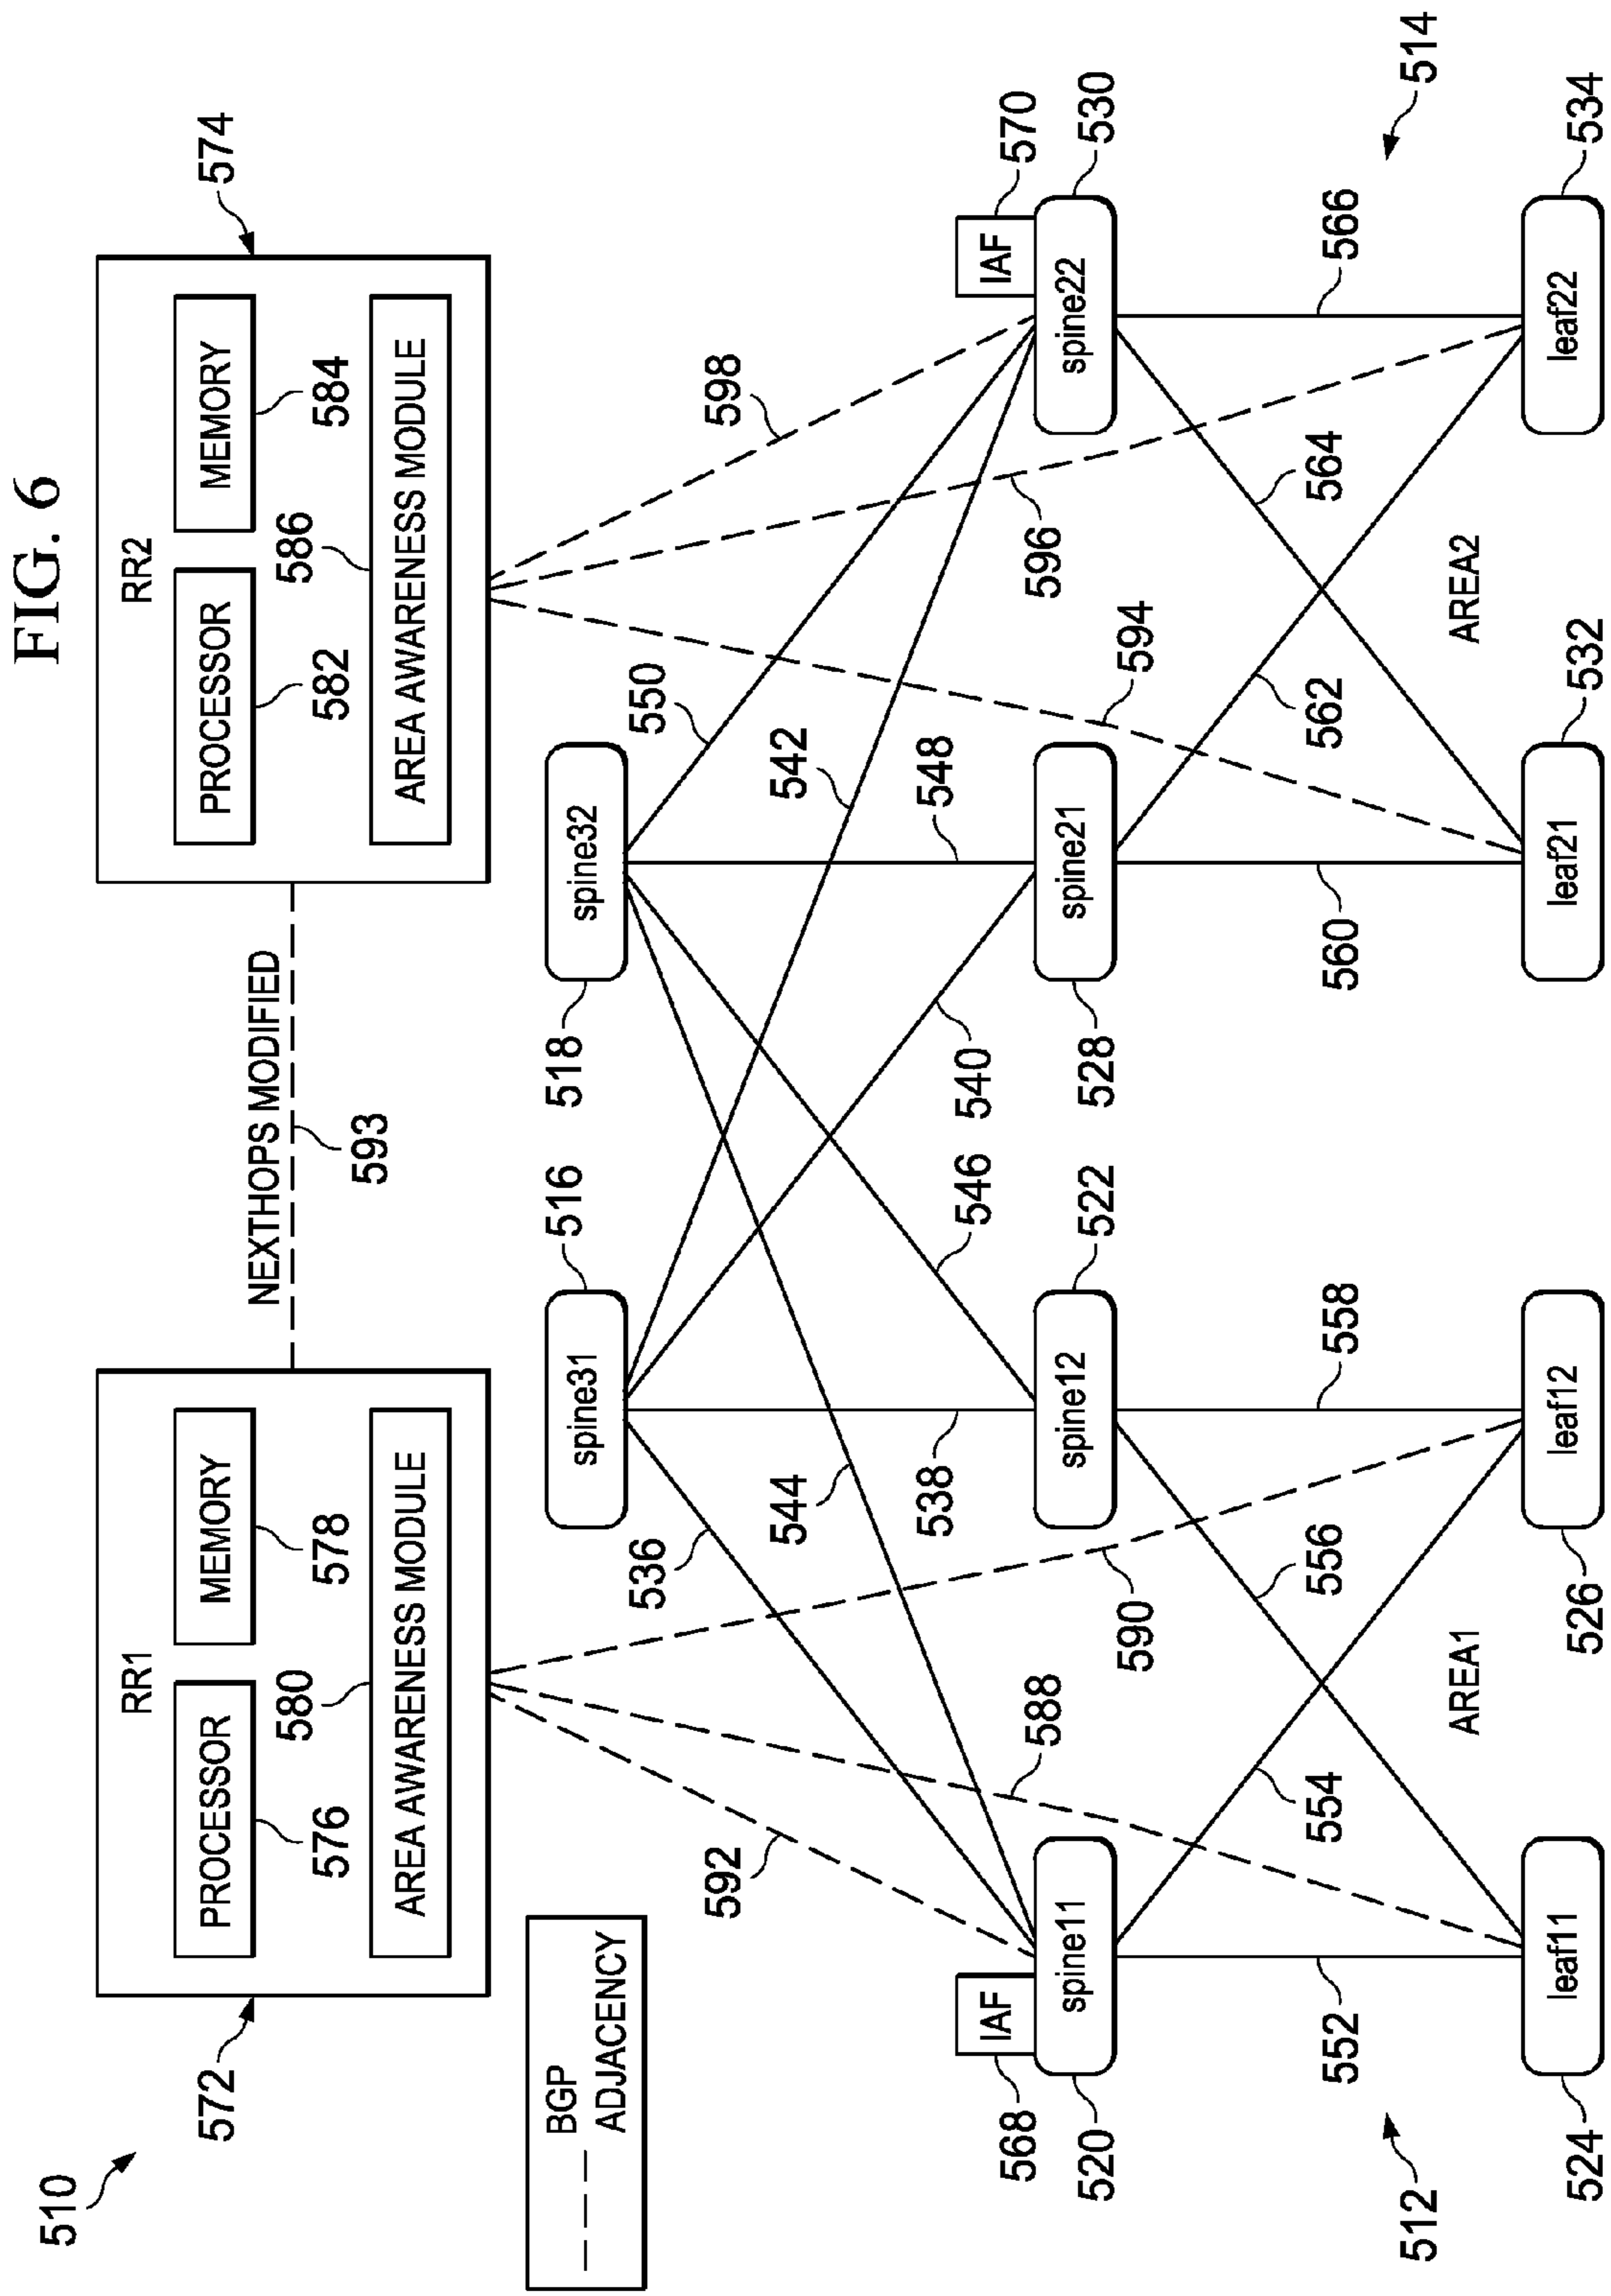 FIG. 6
510
572
574
RR1
PROCESSOR
MEMORY
576
580
578
AREA AWARENESS MODULE
NEXTHOPS MODIFIED
593
RR2
PROCESSOR
MEMORY
582
586
584
AREA AWARENESS MODULE
BGP
ADJACENCY
516
518
spine31
spine32
592
536
550
598
544
542
568
IAF
588
538
546
540
548
596
IAF
570
520
spine11
522
spine12
528
spine21
530
spine22
590
594
552
554
556
558
560
562
564
566
512
AREA1
AREA2
514
524
leaf11
526
leaf12
532
leaf21
534
leaf22